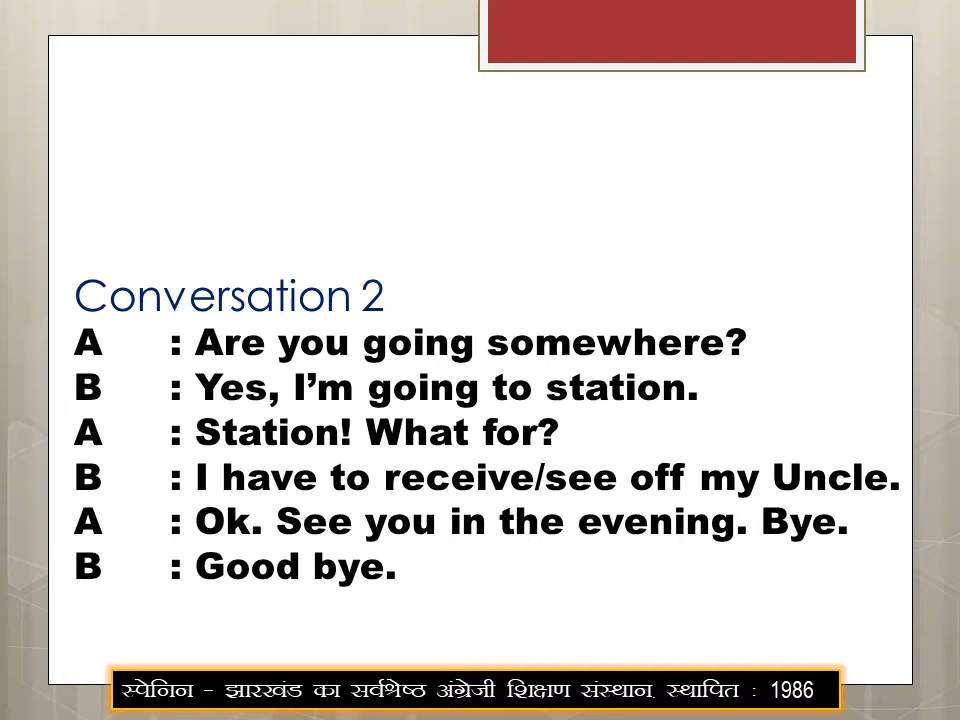 Conversation 2
A : Are you going somewhere?
B : Yes, I’m going to station.
A : Station! What for?
B : I have to receive/see off my Uncle.
A : Ok. See you in the evening. Bye.
B : Good bye.
स्पेनिन - झारखंड का सर्वश्रेष्ठ अंग्रेजी शिक्षण संस्थान. स्थापित : 1986